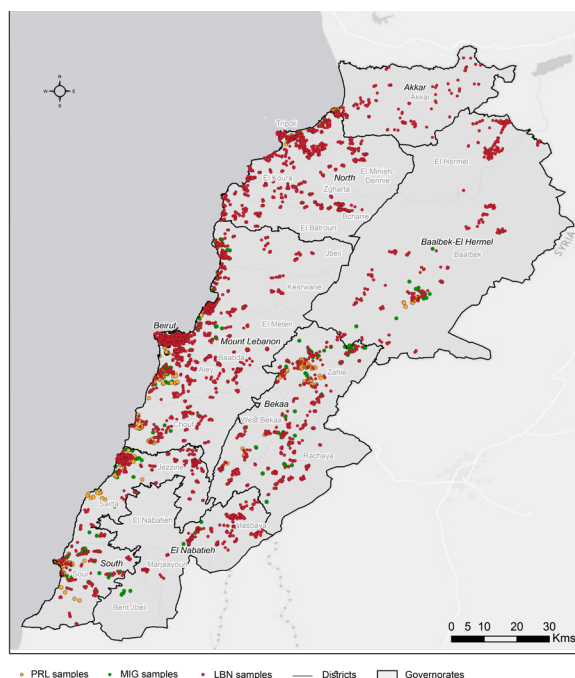 N
W E
S
Akkar
Akkar
Tripoli
El Hermel
El Koura
North
El Minieh-
Dennie
Zgharta
Bcharre
El Batroun
Baalbek-El Hermel
SYRIA
Baalbek
Jbeil
Kesrwane
El Meten
Beirut
Mount Lebanon
Baabda
Aley
Zahle
Bekaa
Chouf
West Bekaa
Rachaya
Jezzine
Saida
El Nabatieh
Hasbaya
El Nabatieh
South
Marjaayoun
Sour
Bent Jbeil
0 5 10 20 30
Kms
PRL samples MIG samples LBN samples Districts Governorates